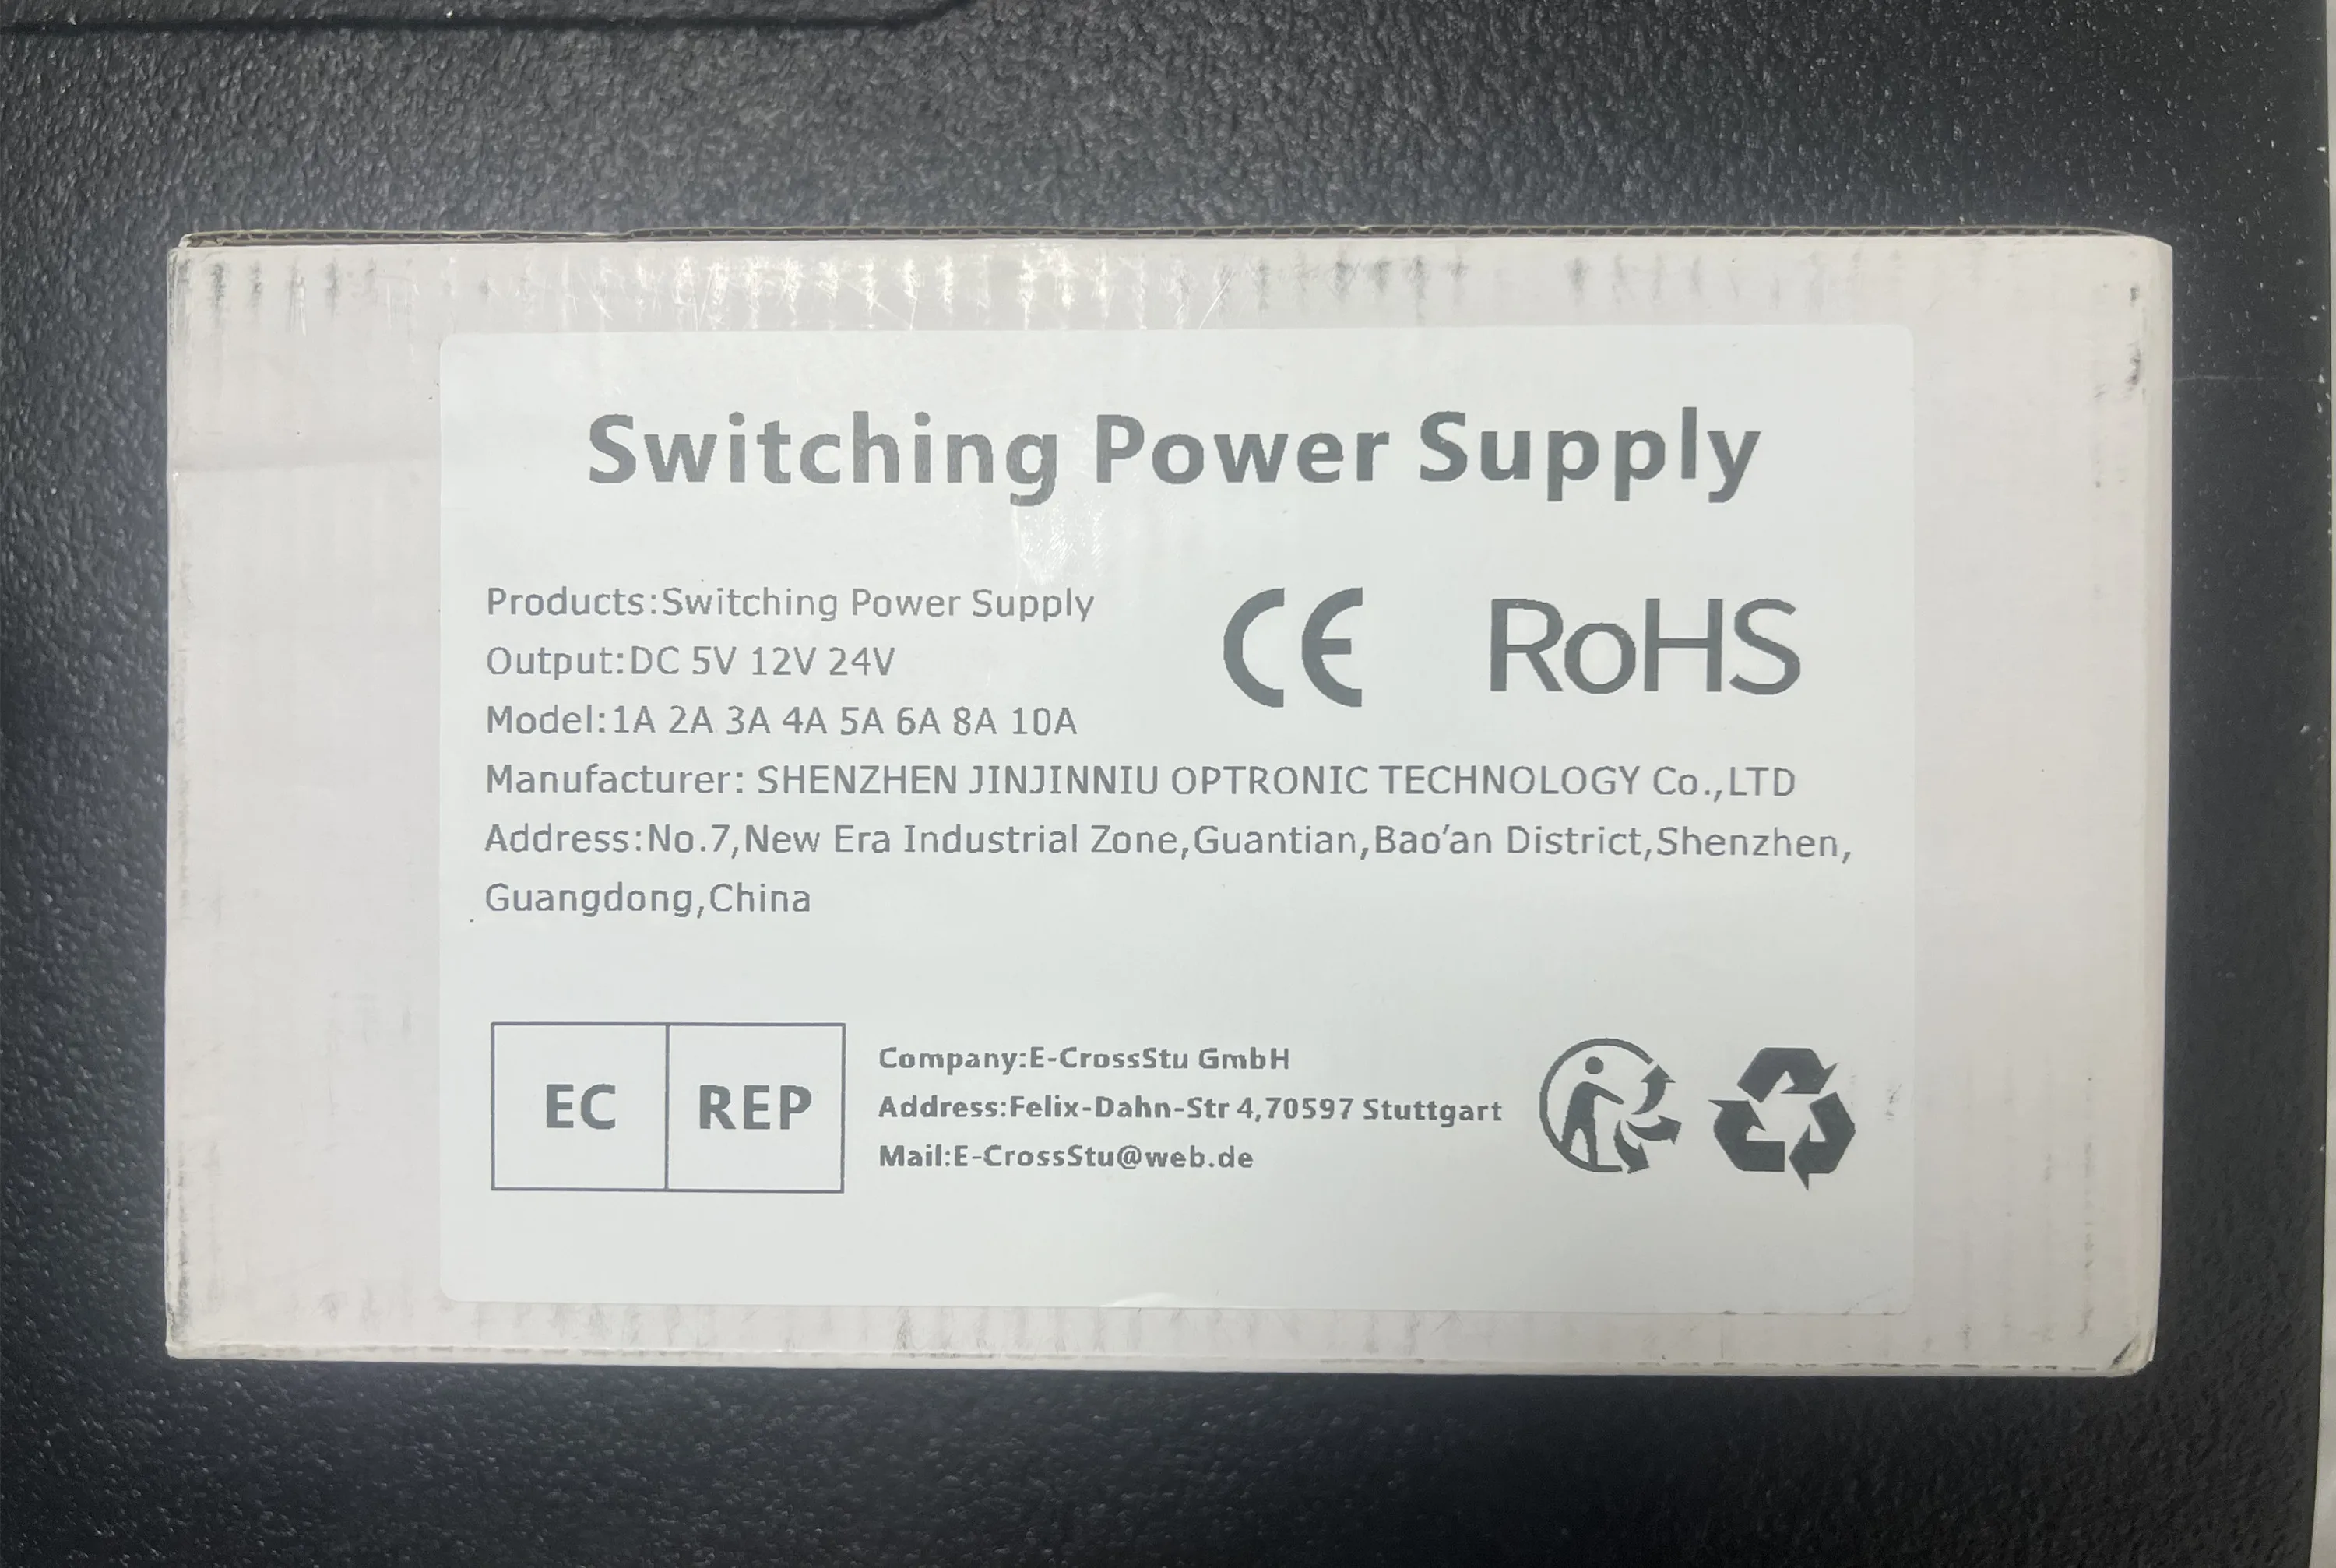 Switching Power Supply
Products:Switching Power Supply
Output:DC 5V 12V 24V
Model:1A 2A 3A 4A 5A 6A 8A 10A
CE RoHS
Manufacturer: SHENZHEN JINJINNIU OPTRONIC TECHNOLOGY Co.,LTD
Address:No.7,New Era Industrial Zone,Guantian,Bao’an District,Shenzhen,
Guangdong,China
EC REP
Company:E-CrossStu GmbH
Address:Felix-Dahn-Str 4,70597 Stuttgart
Mail:E-CrossStu@web.de